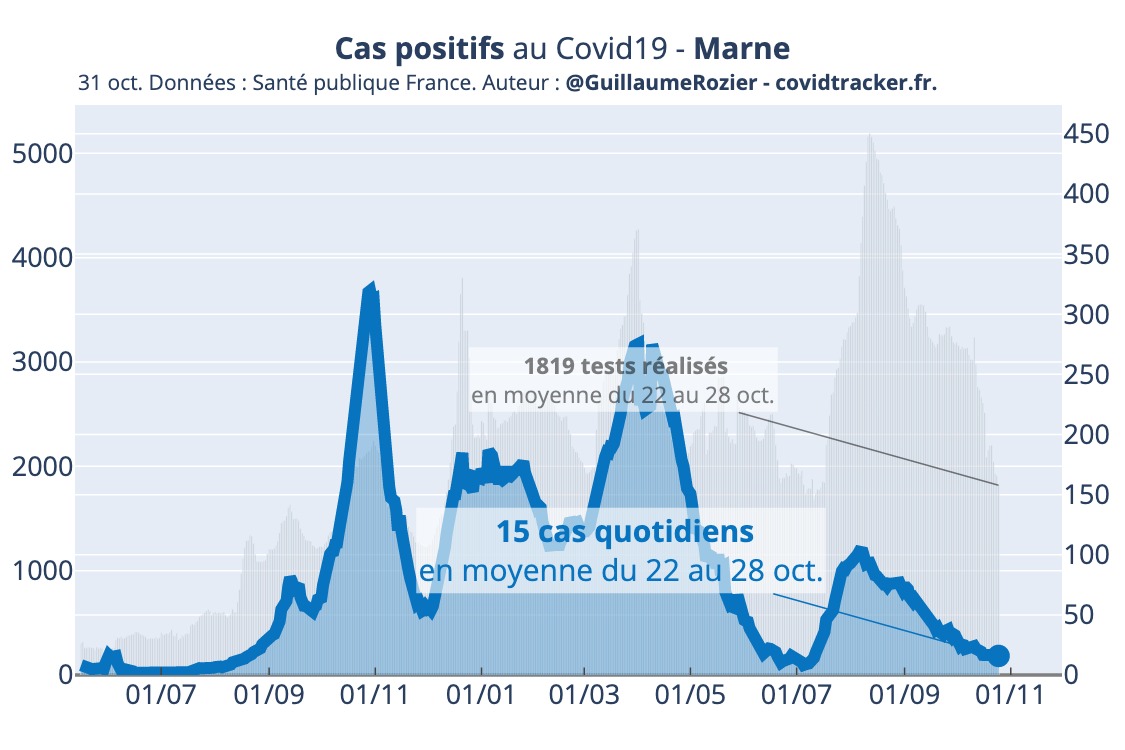 Cas positifs au Covid19 - Marne
31 oct. Données : Santé publique France. Auteur : @GuillaumeRozier - covidtracker.fr.
450
5000
400
4000
350
300
3000
1819 tests réalisés
250
en moyenne du 22 au 28 oct.
200
2000
150
15 cas quotidiens
100
1000
en moyenne du 22 au 28 oct.
50
0
0
01/07 01/09 01/11 01/01 01/03 01/05 01/07 01/09 01/11